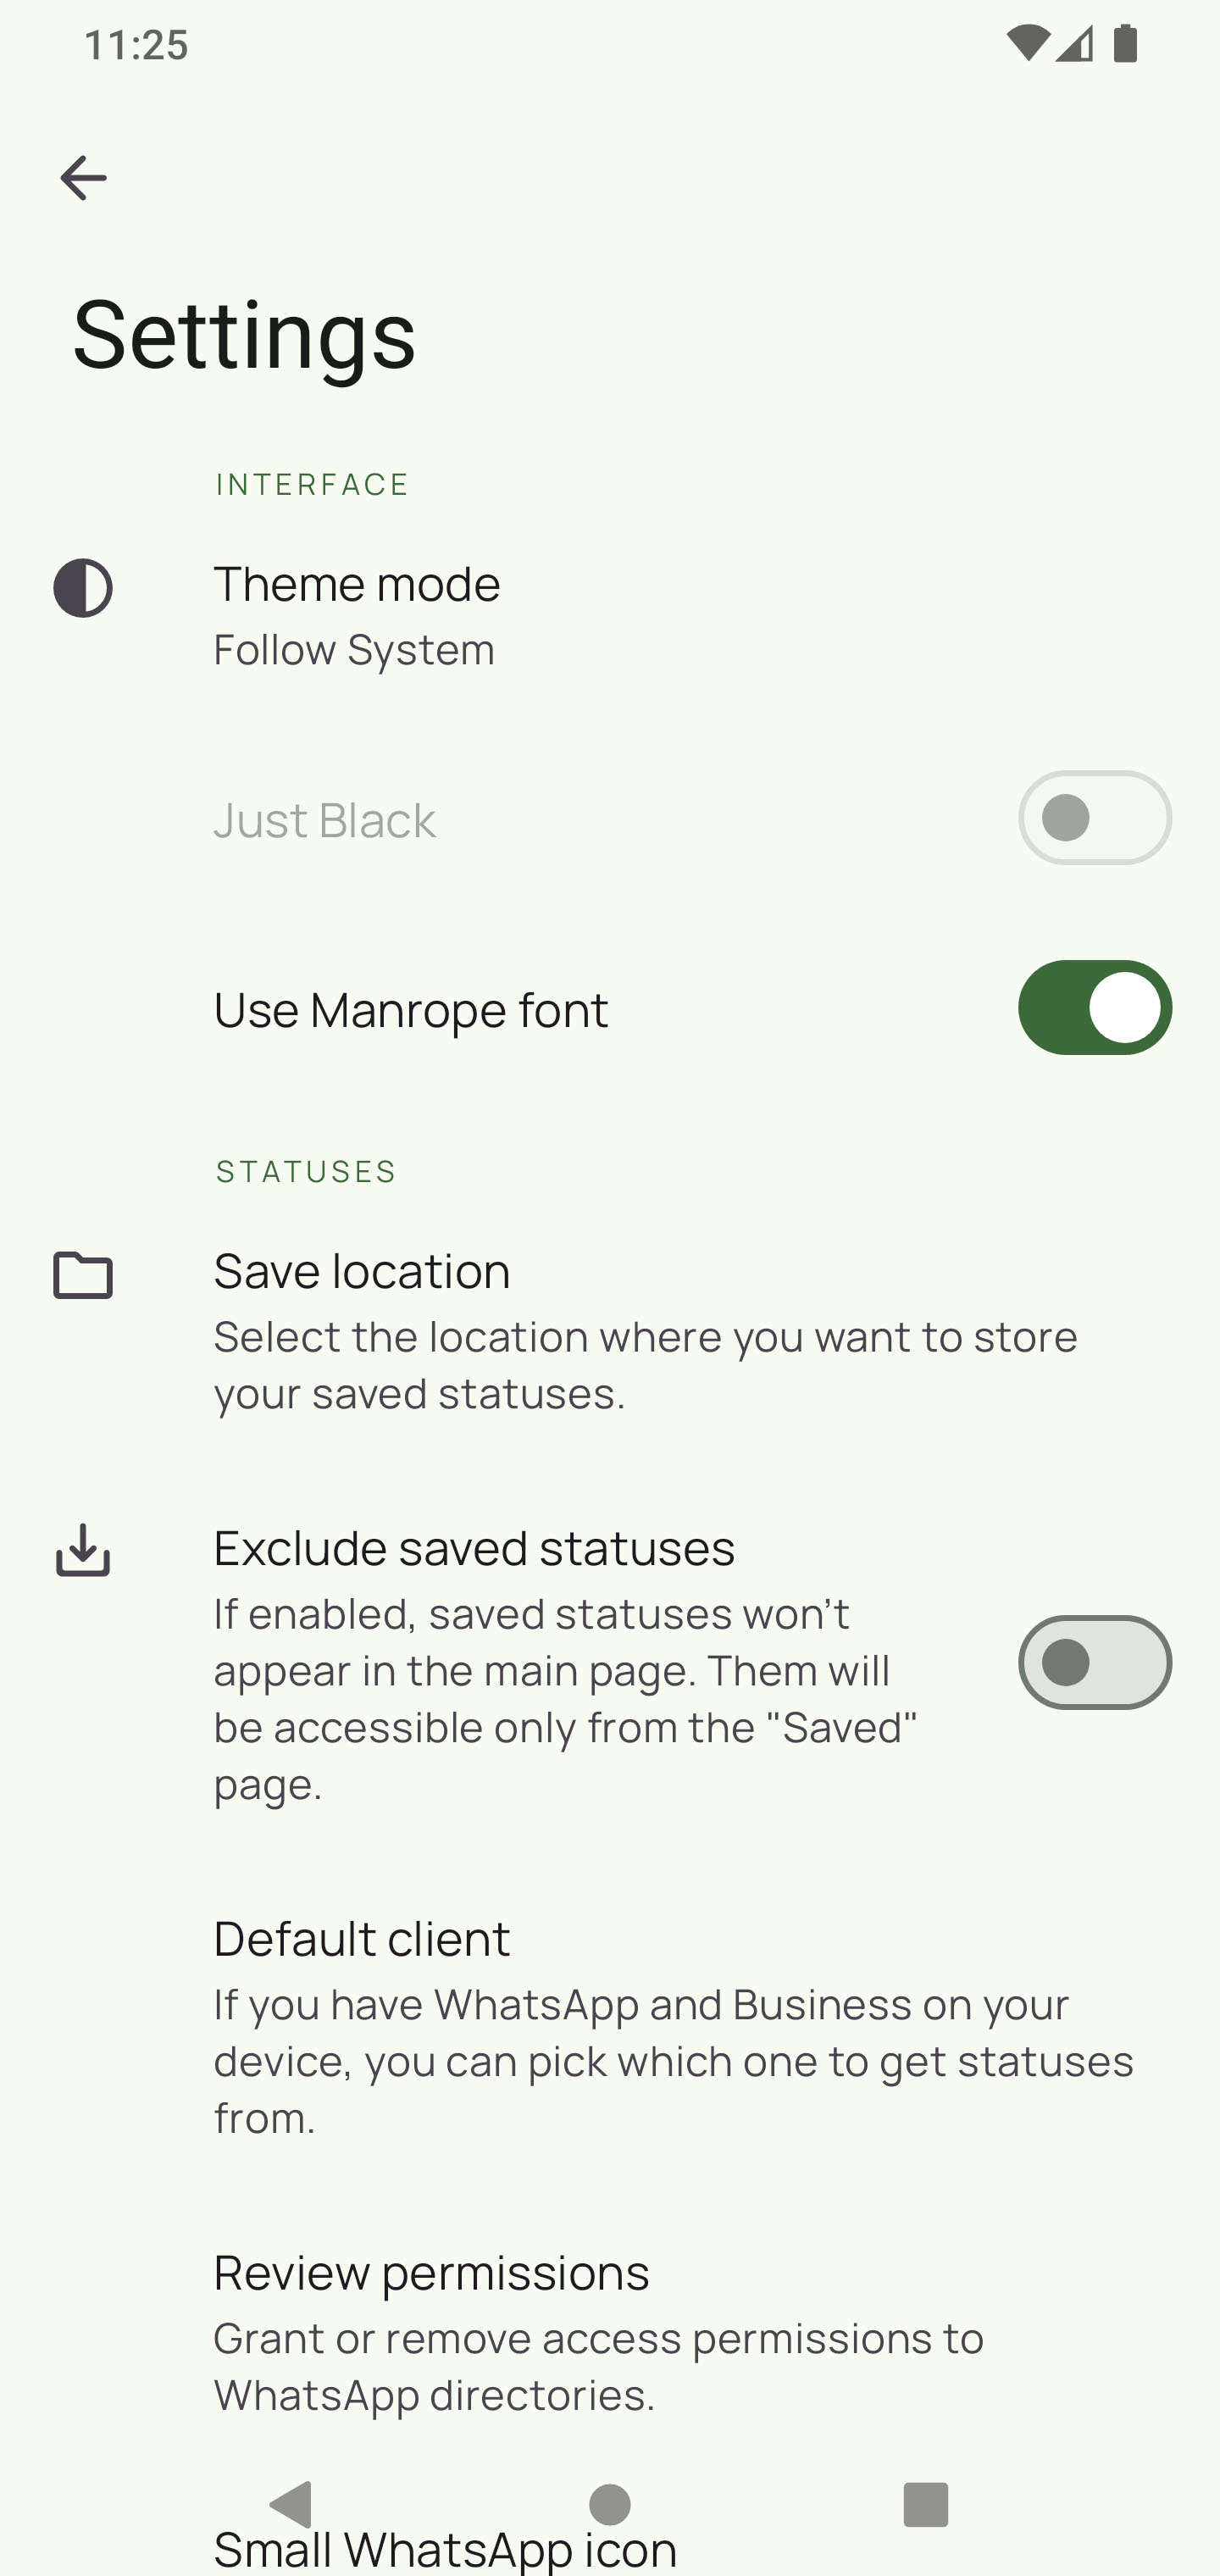 11:25
Settings
INTERFACE
Theme mode
Follow System
Just Black
Use Manrope font
STATUSES
Save location
Select the location where you want to store
your saved statuses.
Exclude saved statuses
If enabled, saved statuses won’t
appear in the main page. Them will
be accessible only from the "Saved"
page.
Default client
If you have WhatsApp and Business on your
device, you can pick which one to get statuses
from.
Review permissions
Grant or remove access permissions to
WhatsApp directories.
Small WhatsApp icon